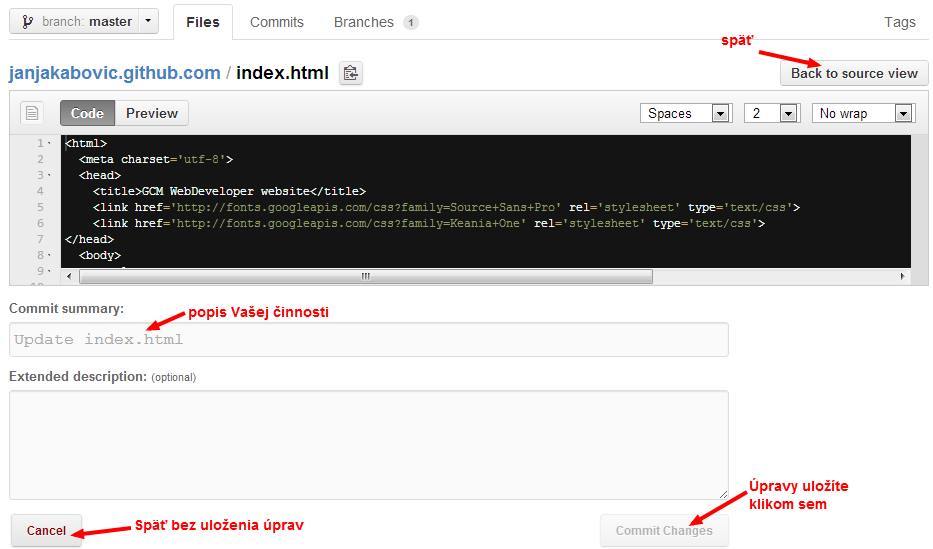 branch: master Files Commits Branches 1 Tags
späť
janjakabovic.github.com / index.html Back to source view
Code Preview Spaces 2 No wrap
1 <html>
2 <meta charset='utf-8'>
3 <head>
4 <title>GCM WebDeveloper website</title>
5 <link href='http://fonts.googleapis.com/css?family=Source+Sans+Pro' rel='stylesheet' type='text/css'>
6 <link href='http://fonts.googleapis.com/css?family=Keania+One' rel='stylesheet' type='text/css'>
7 </head>
8 <body>
9
Commit summary:
popis Vašej činnosti
Update index.html
Extended description: (optional)
Úpravy uložíte
klikom sem
Cancel Späť bez uloženia úprav Commit Changes